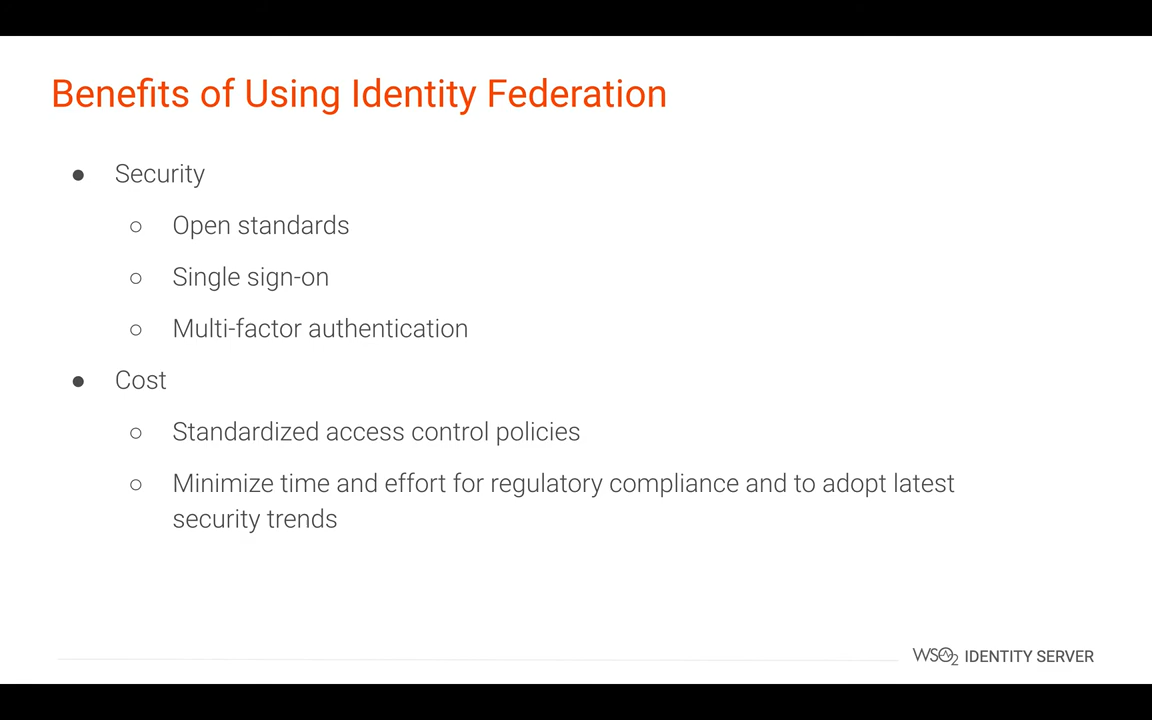 Benefits of Using Identity Federation
● Security
○ Open standards
○ Single sign-on
○ Multi-factor authentication
● Cost
○ Standardized access control policies
○ Minimize time and effort for regulatory compliance and to adopt latest
security trends
WSO2 IDENTITY SERVER